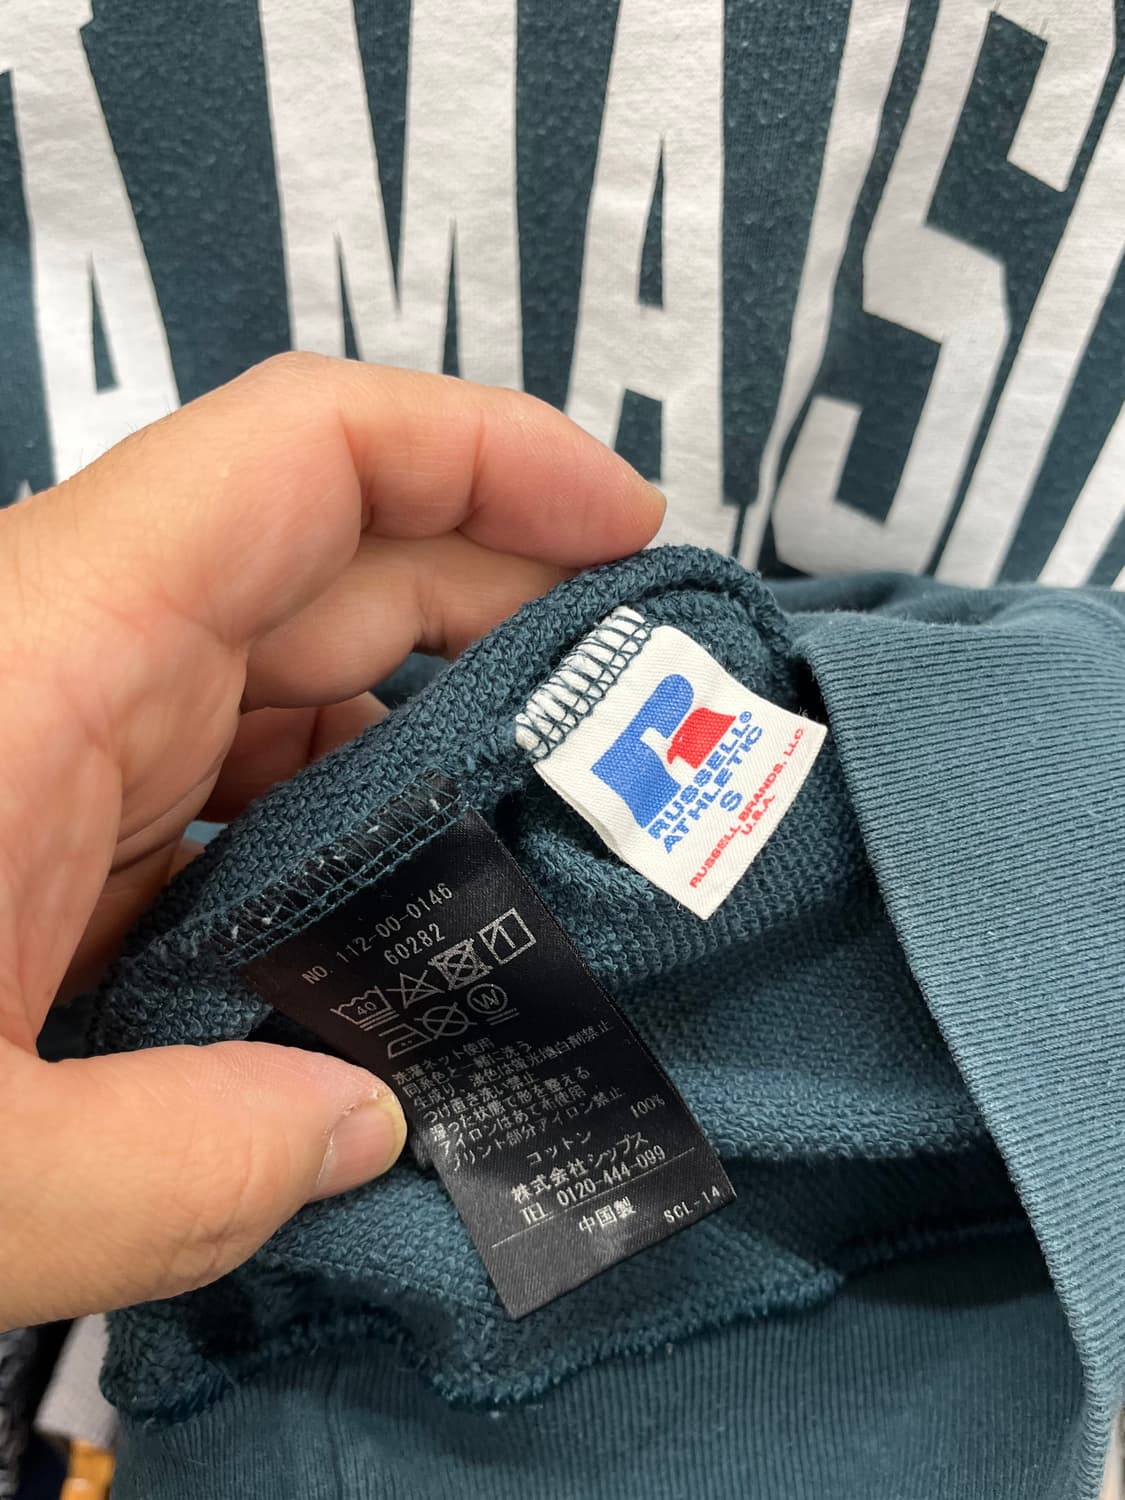 A MASI
RUSSELL®
ATHLETIC
S
RUSSELL BRANDS, LLC
U.S.A.
NO. 112-00-0146
60282
40
1
W
洗濯ネット使用
同系色と一緒に洗う
生成り、淡色は蛍光増白剤禁止
つけ置き洗い禁止
湿った状態で形を整える
アイロンはあて布使用
プリント部分アイロン禁止
コットン 100%
株式会社シップス
TEL 0120-444-099
中国製
SCL-14